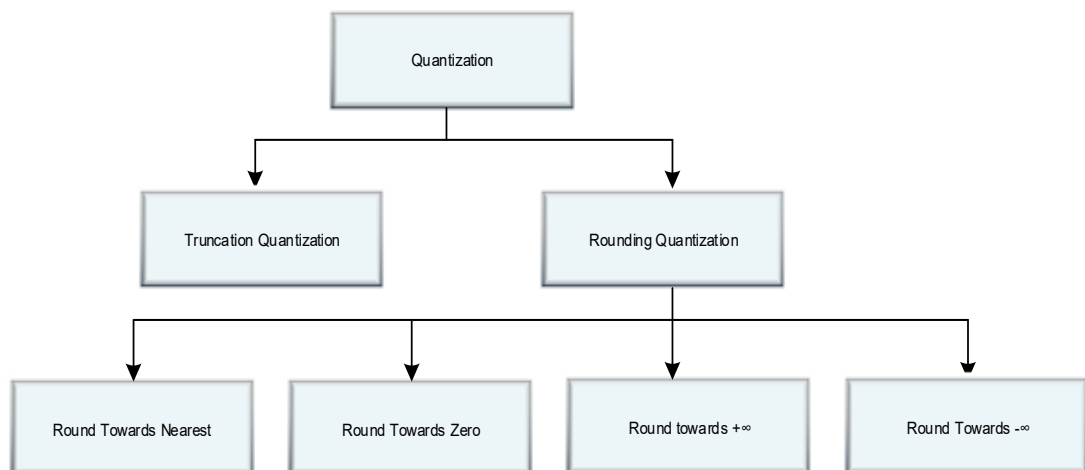 Quantization
Truncation Quantization
Rounding Quantization
Round Towards Nearest
Round Towards Zero
Round towards +∞
Round Towards -∞